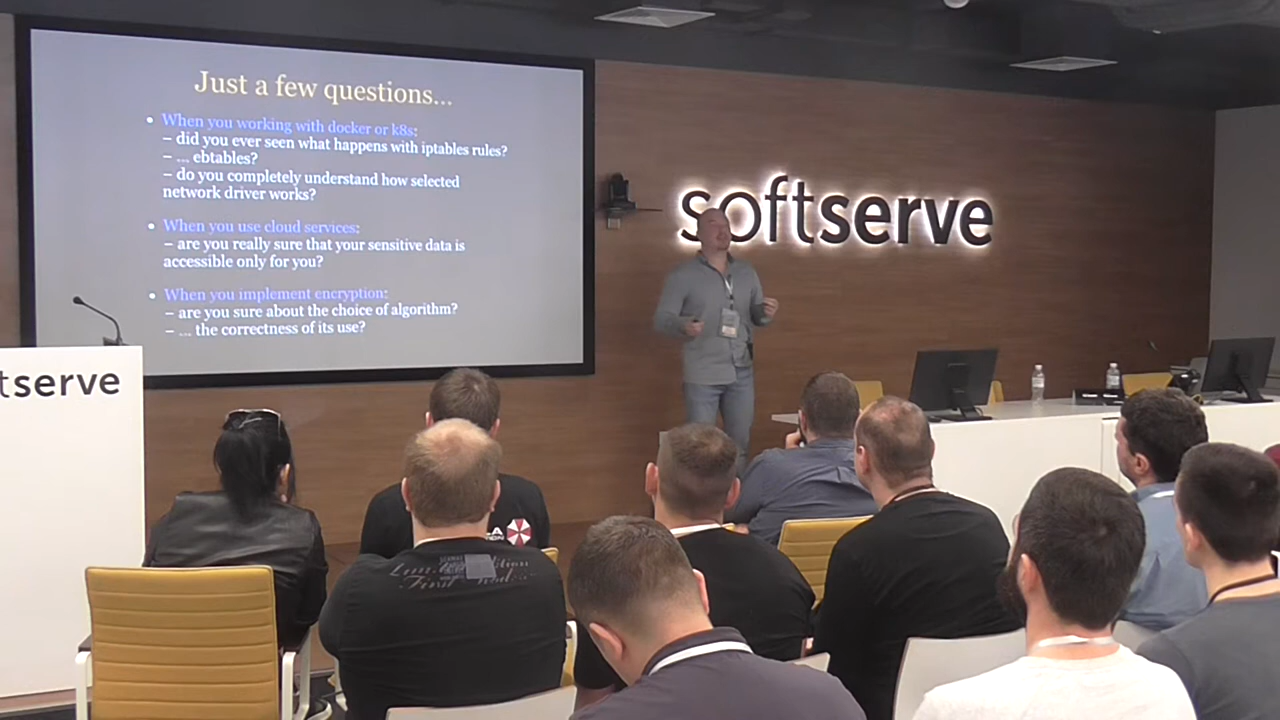 Just a few questions...
• When you working with docker or k8s:
– did you ever seen what happens with iptables rules?
– ... ebtables?
– do you completely understand how selected
network driver works?
• When you use cloud services:
– are you really sure that your sensitive data is
accessible only for you?
• When you implement encryption:
– are you sure about the choice of algorithm?
– ... the correctness of its use?
softserve
tserve